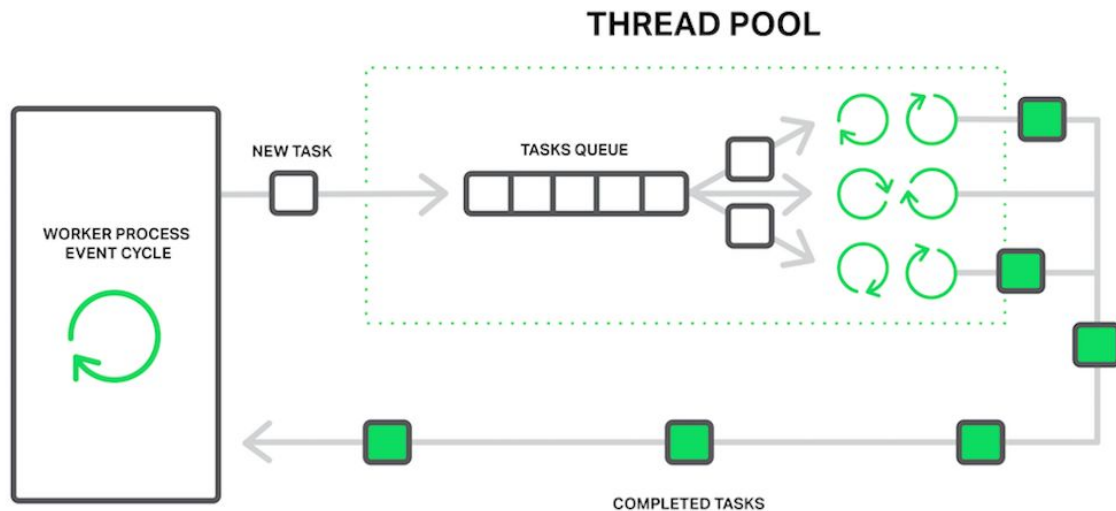 THREAD POOL
NEW TASK
TASKS QUEUE
WORKER PROCESS
EVENT CYCLE
COMPLETED TASKS